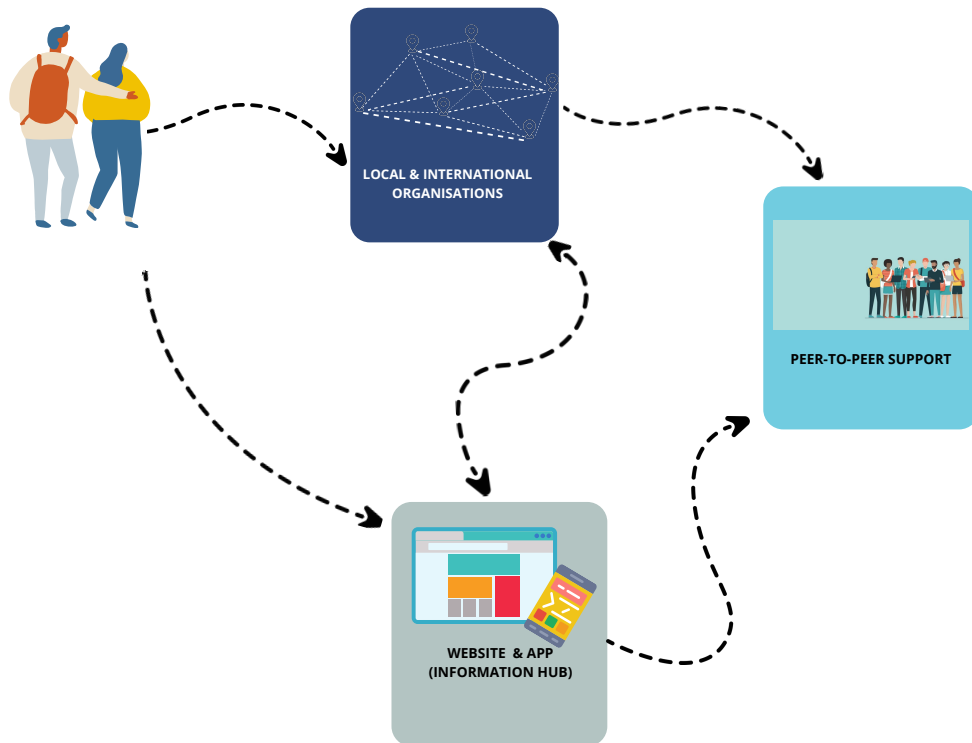 LOCAL & INTERNATIONAL
ORGANISATIONS
PEER-TO-PEER SUPPORT
WEBSITE & APP
(INFORMATION HUB)